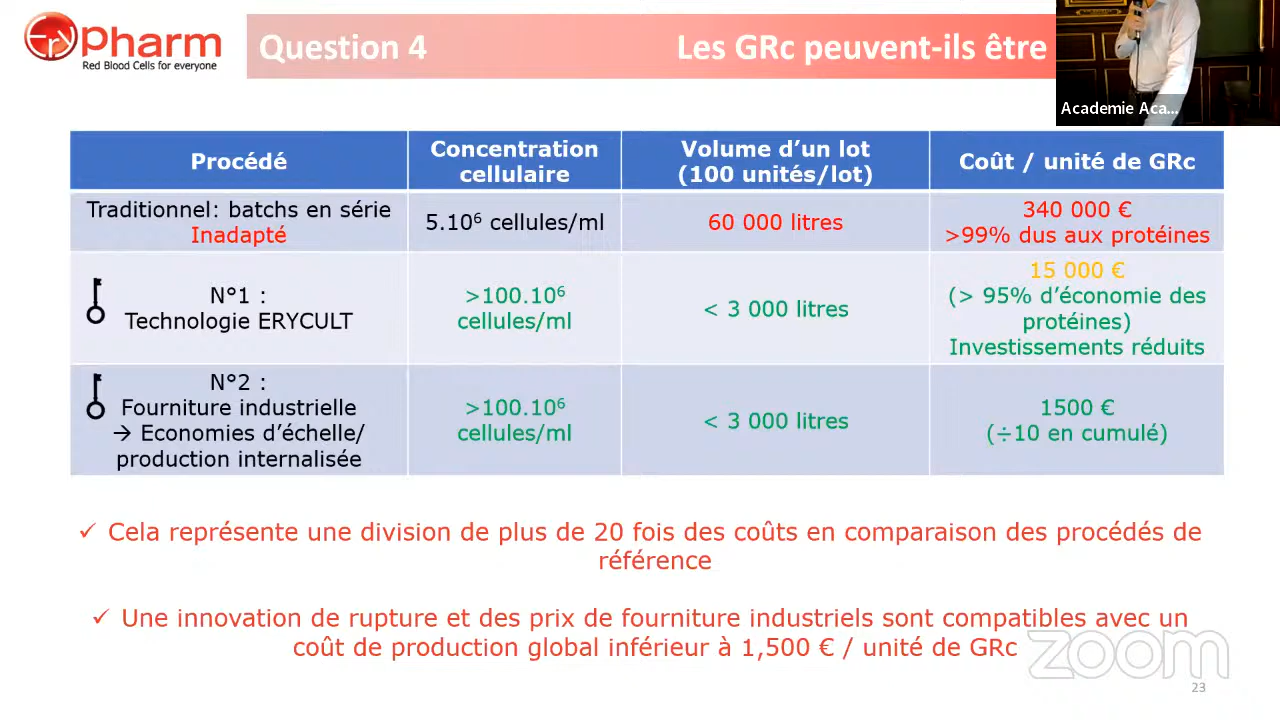 EryPharm
Red Blood Cells for everyone
Question 4
Les GRc peuvent-ils être
Academie Aca...
Procédé
Concentration
cellulaire
Volume d'un lot
(100 unités/lot)
Coût / unité de GRc
Traditionnel: batchs en série
Inadapté
5.10⁶ cellules/ml
60 000 litres
340 000 €
>99% dus aux protéines
N°1 :
Technologie ERYCULT
>100.10⁶
cellules/ml
< 3 000 litres
15 000 €
(> 95% d'économie des
protéines)
Investissements réduits
N°2 :
Fourniture industrielle
→ Economies d'échelle/
production internalisée
>100.10⁶
cellules/ml
< 3 000 litres
1500 €
(÷10 en cumulé)
✓ Cela représente une division de plus de 20 fois des coûts en comparaison des procédés de
référence
✓ Une innovation de rupture et des prix de fourniture industriels sont compatibles avec un
coût de production global inférieur à 1,500 € / unité de GRc
zoom
23